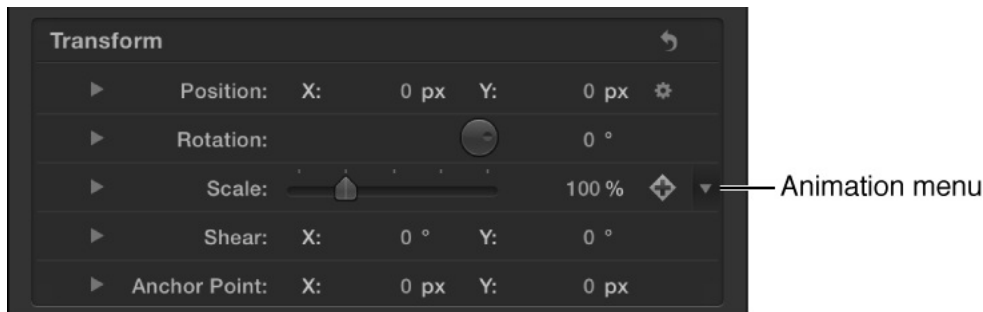 Transform
Position: X: 0 px Y: 0 px
Rotation: 0 °
Scale: 100 % Animation menu
Shear: X: 0 ° Y: 0 °
Anchor Point: X: 0 px Y: 0 px